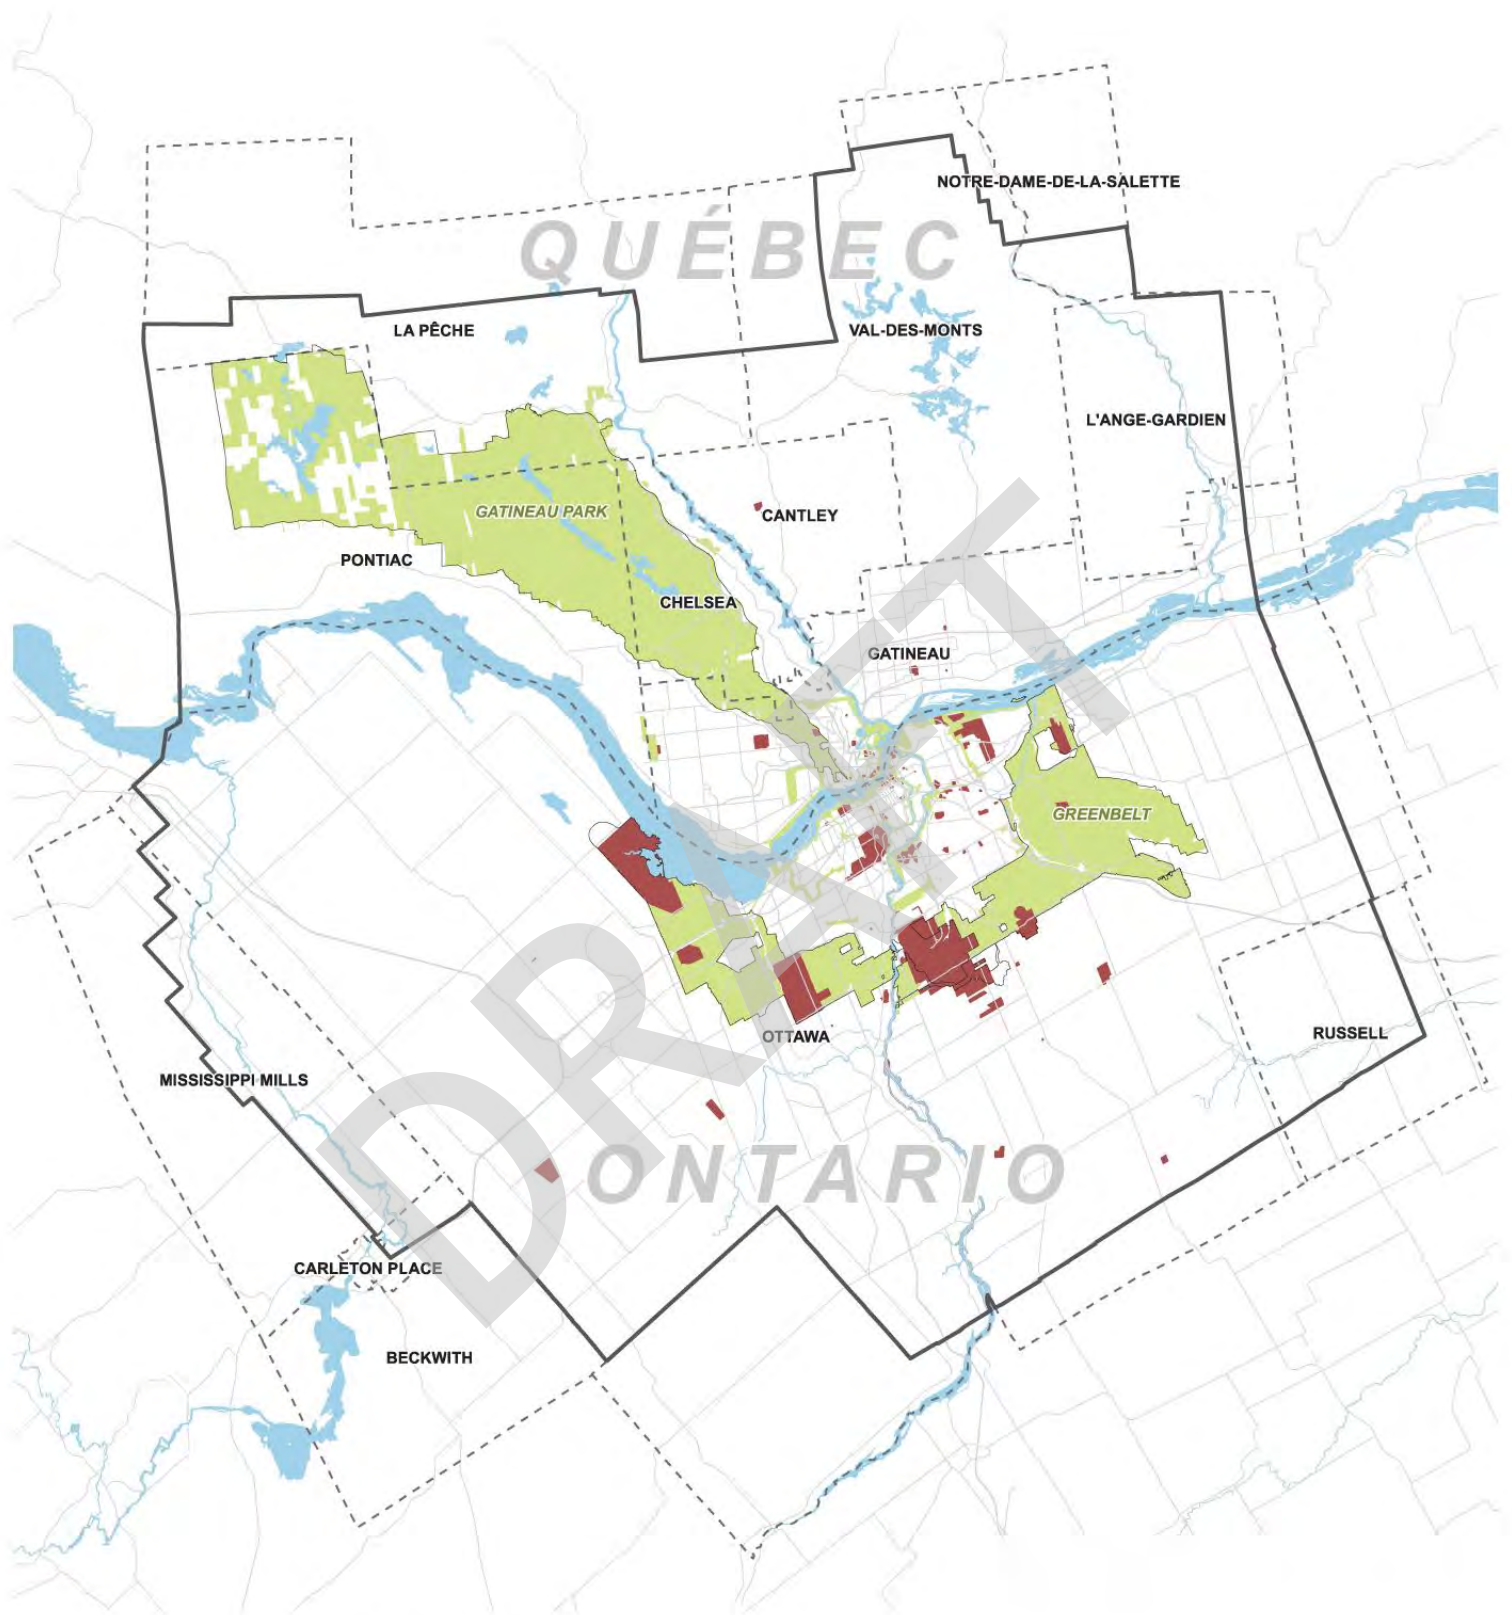 NOTRE-DAME-DE-LA-SALETTE
QUÉBEC
LA PÊCHE
VAL-DES-MONTS
L'ANGE-GARDIEN
GATINEAU PARK
CANTLEY
PONTIAC
CHELSEA
GATINEAU
GREENBELT
DRAFT
OTTAWA
RUSSELL
MISSISSIPPI MILLS
ONTARIO
CARLETON PLACE
BECKWITH